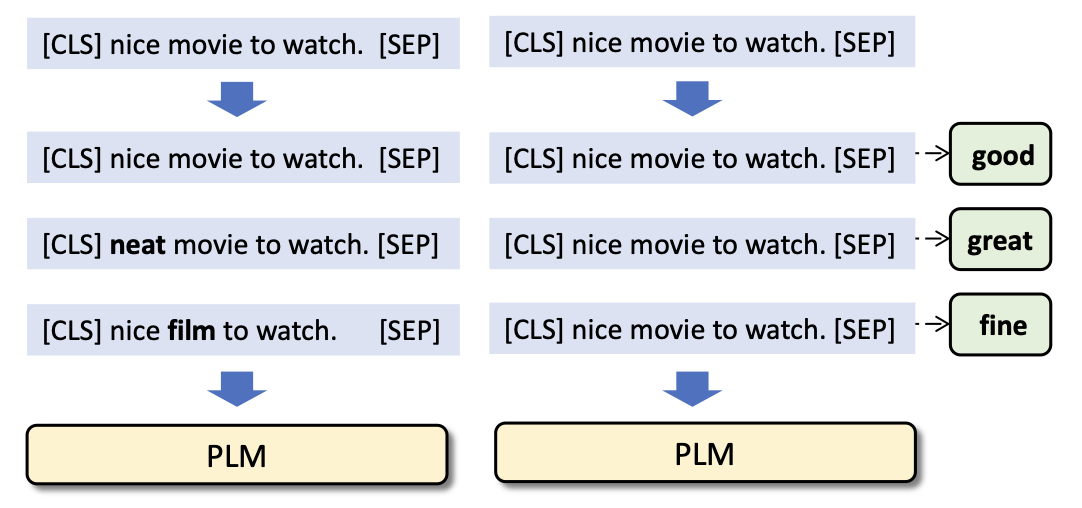 [CLS] nice movie to watch. [SEP]
[CLS] nice movie to watch. [SEP]
[CLS] neat movie to watch. [SEP]
[CLS] nice film to watch. [SEP]
PLM
[CLS] nice movie to watch. [SEP]
[CLS] nice movie to watch. [SEP]
good
[CLS] nice movie to watch. [SEP]
great
[CLS] nice movie to watch. [SEP]
fine
PLM